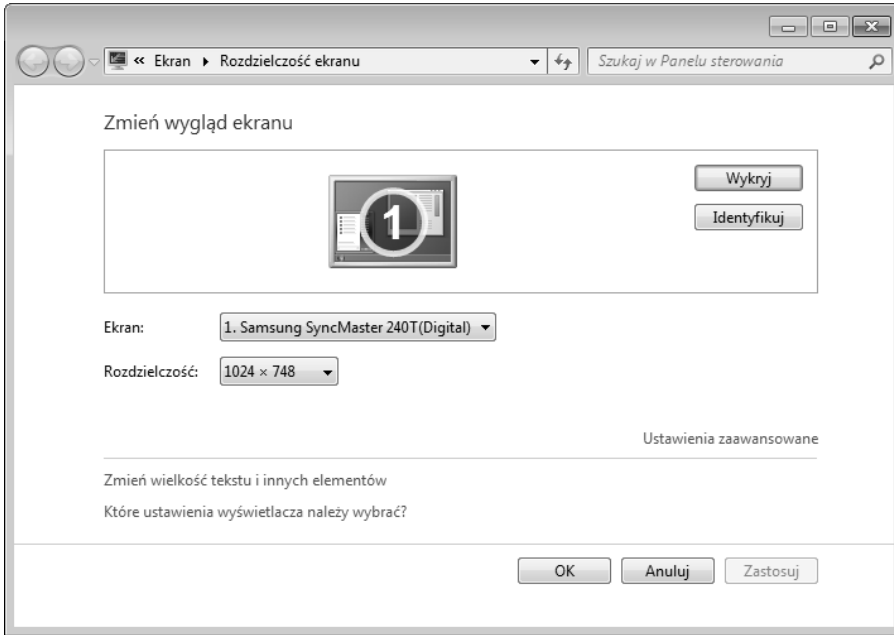 « Ekran ▸ Rozdzielczość ekranu
Szukaj w Panelu sterowania
Zmień wygląd ekranu
1
Wykryj
Identyfikuj
Ekran: 1. Samsung SyncMaster 240T(Digital)
Rozdzielczość: 1024 × 748
Ustawienia zaawansowane
Zmień wielkość tekstu i innych elementów
Które ustawienia wyświetlacza należy wybrać?
OK Anuluj Zastosuj